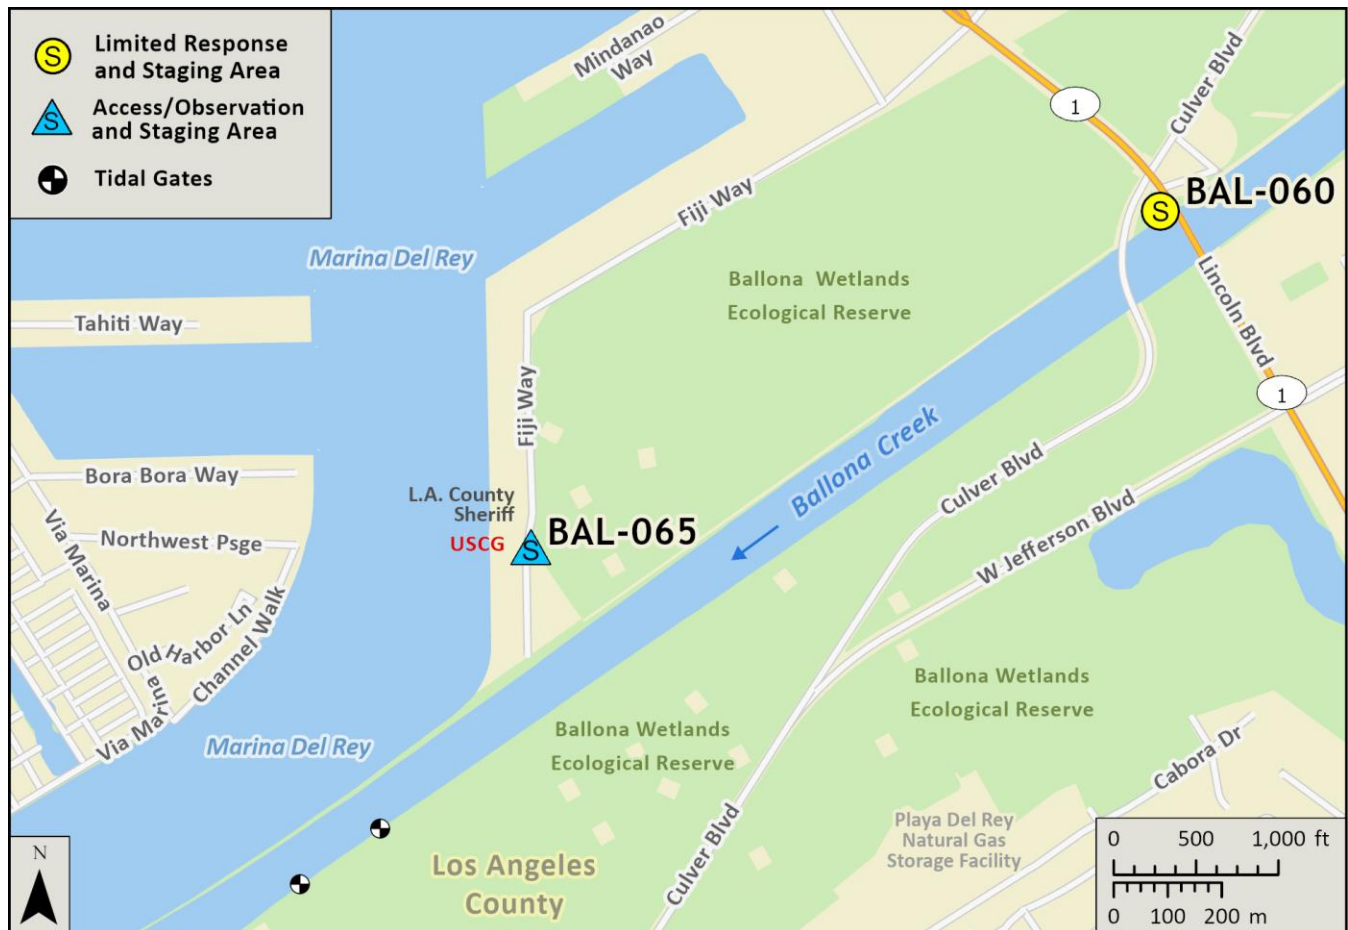 S
Limited Response
and Staging Area
S
Access/Observation
and Staging Area
Tidal Gates
Mindanao
Way
1
Culver Blvd
S
BAL-060
Fiji Way
Marina Del Rey
Ballona Wetlands
Ecological Reserve
Lincoln Blvd
Tahiti Way
1
Fiji Way
Ballona Creek
Culver Blvd
Bora Bora Way
L.A. County
Sheriff
USCG
S
BAL-065
W Jefferson Blvd
Via Marina
Northwest Psge
Old Harbor Ln
Channel Walk
Via Marina
Marina Del Rey
Ballona Wetlands
Ecological Reserve
Ballona Wetlands
Ecological Reserve
Cabora Dr
Culver Blvd
Playa Del Rey
Natural Gas
Storage Facility
Los Angeles
County
N
0 500 1,000 ft
0 100 200 m